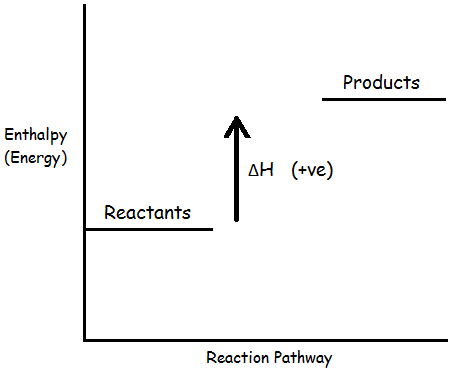 Products
Enthalpy
(Energy)
ΔH (+ve)
Reactants
Reaction Pathway